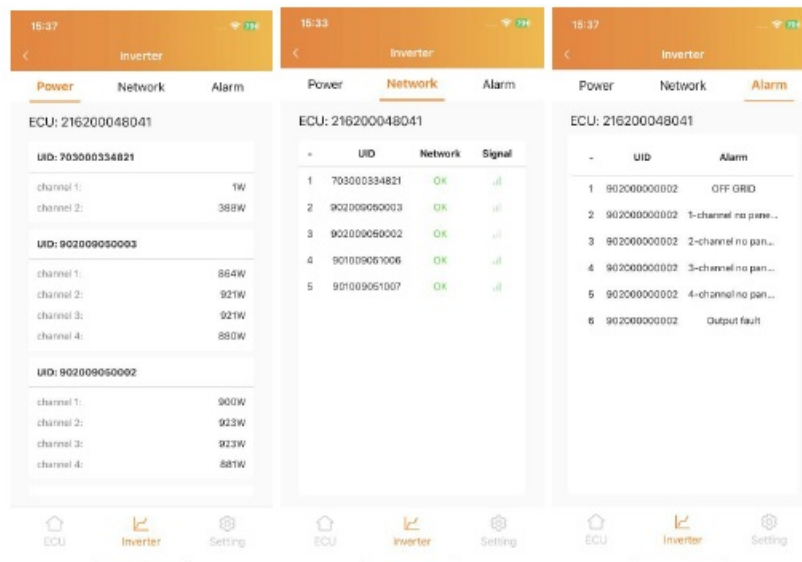 15:37
Inverter
Power Network Alarm
ECU: 216200048041
UID: 703000334821
channel 1: 1W
channel 2: 388W
UID: 902009050003
channel 1: 864W
channel 2: 921W
channel 3: 921W
channel 4: 880W
UID: 902009050002
channel 1: 900W
channel 2: 923W
channel 3: 923W
channel 4: 881W
ECU Inverter Setting
15:33
Inverter
Power Network Alarm
ECU: 216200048041
- UID Network Signal
1 703000334821 OK
2 902009050003 OK
3 902009050002 OK
4 901009051006 OK
5 901009051007 OK
ECU Inverter Setting
15:37
Inverter
Power Network Alarm
ECU: 216200048041
- UID Alarm
1 902000000002 OFF GRID
2 902000000002 1-channel no pane...
3 902000000002 2-channel no pan...
4 902000000002 3-channel no pan...
5 902000000002 4-channel no pan...
6 902000000002 Output fault
ECU Inverter Setting